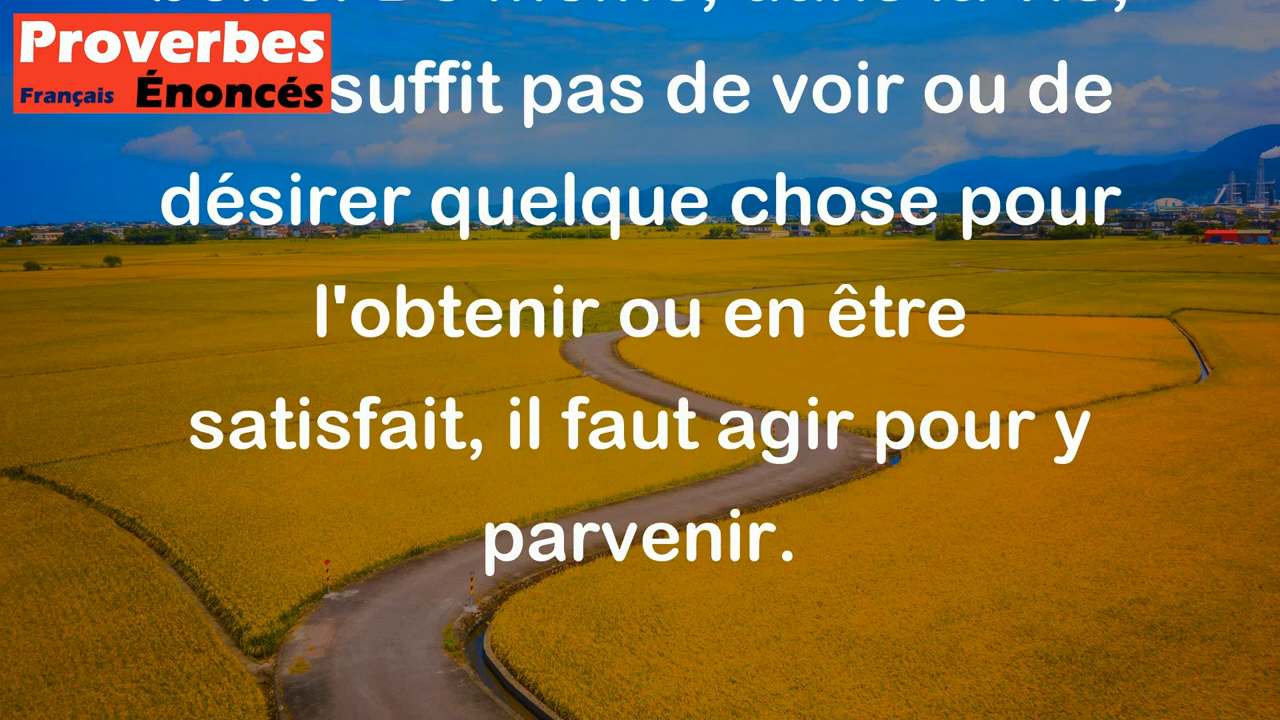 Proverbes
Français Énoncés
suffit pas de voir ou de
désirer quelque chose pour
l'obtenir ou en être
satisfait, il faut agir pour y
parvenir.